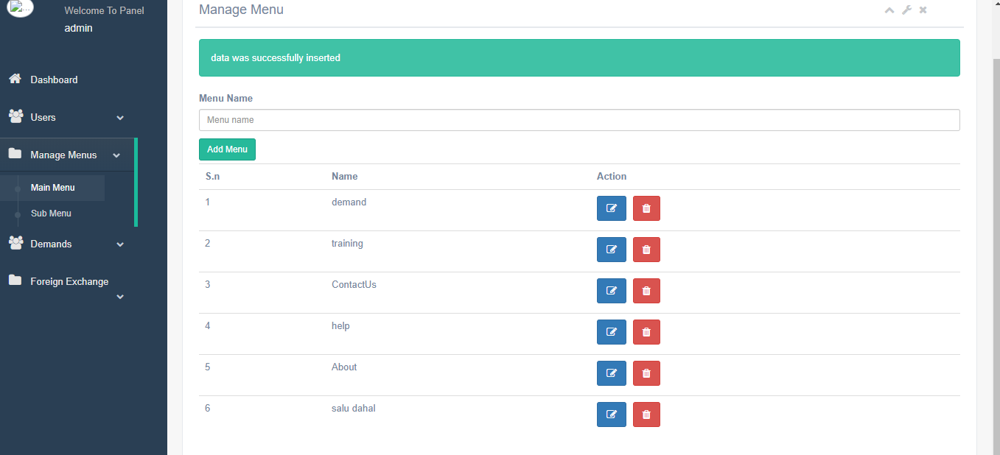 Welcome To Panel
admin
Dashboard
Users
Manage Menus
Main Menu
Sub Menu
Demands
Foreign Exchange
Manage Menu
data was successfully inserted
Menu Name
Menu name
Add Menu
S.n Name Action
1 demand
2 training
3 ContactUs
4 help
5 About
6 salu dahal